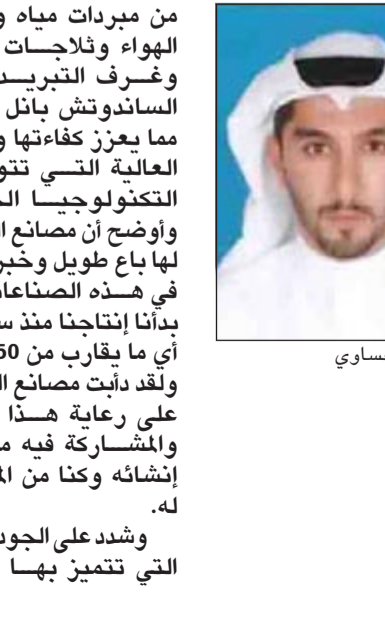 من مبردات مياه و
الهواء وثلاجات
وغرف التبريد
الساندوتش بانل
مما يعزز كفاءتها و
العالية التي تتو
التكنولوجيا الح
وأوضح أن مصانع ا
لها باع طويل وخبر
في هذه الصناعا
بدأنا إنتاجنا منذ س
أي ما يقارب من 50
ولقد دأبت مصانع ال
على رعاية هذا
والمشاركة فيه م
إنشائه وكنا من الم
له.
وشدد على الجود
التي تتميز بها
ساوي